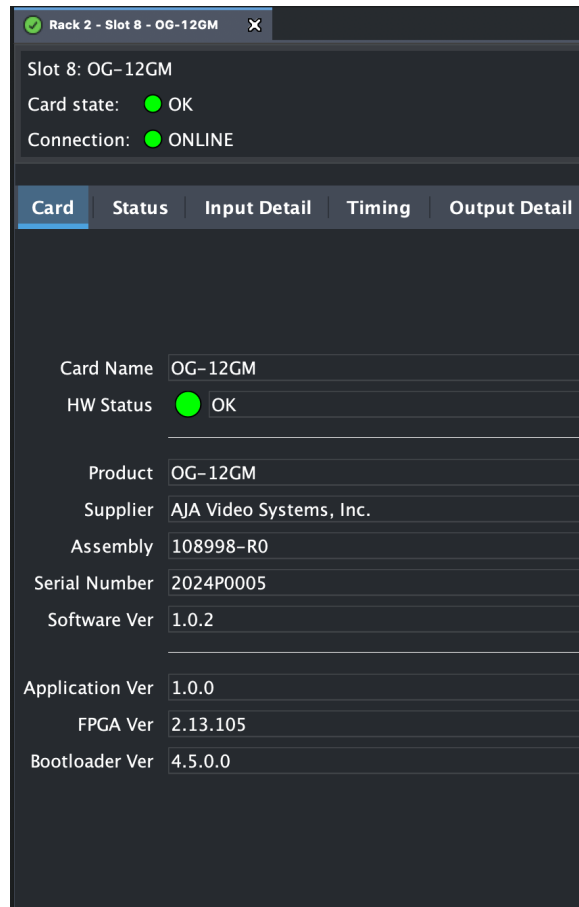 Rack 2 - Slot 8 - OG-12GM X
Slot 8: OG-12GM
Card state: OK
Connection: ONLINE
Card Status Input Detail Timing Output Detail
Card Name OG-12GM
HW Status OK
Product OG-12GM
Supplier AJA Video Systems, Inc.
Assembly 108998-R0
Serial Number 2024P0005
Software Ver 1.0.2
Application Ver 1.0.0
FPGA Ver 2.13.105
Bootloader Ver 4.5.0.0